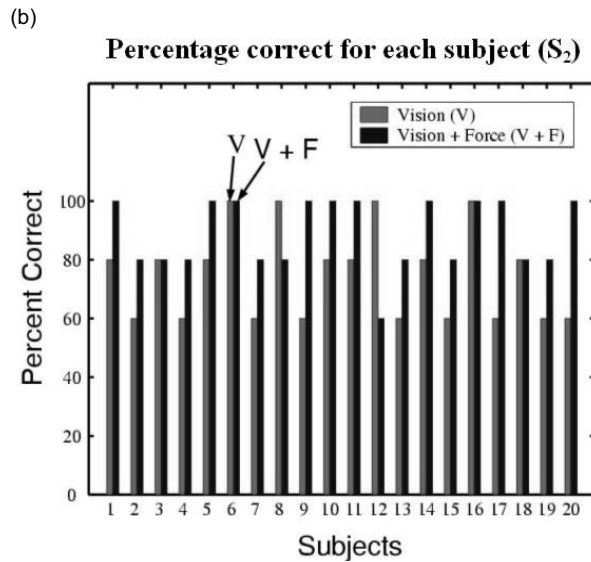 (b)
Percentage correct for each subject (S₂)
Vision (V)
Vision + Force (V + F)
V V + F
100
80
60
40
20
0
Percent Correct
1 2 3 4 5 6 7 8 9 10 11 12 13 14 15 16 17 18 19 20
Subjects